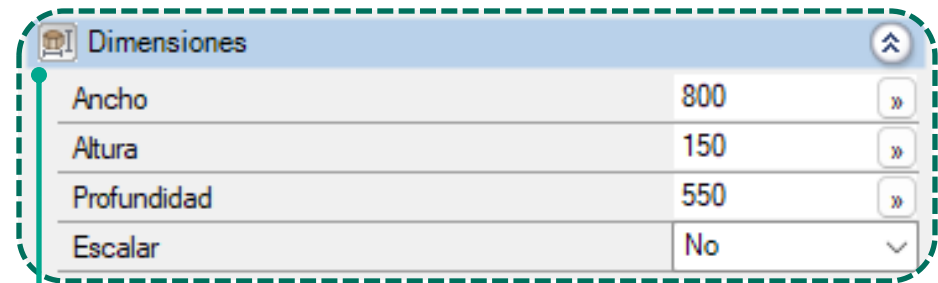 Dimensiones
Ancho 800 »
Altura 150 »
Profundidad 550 »
Escalar No